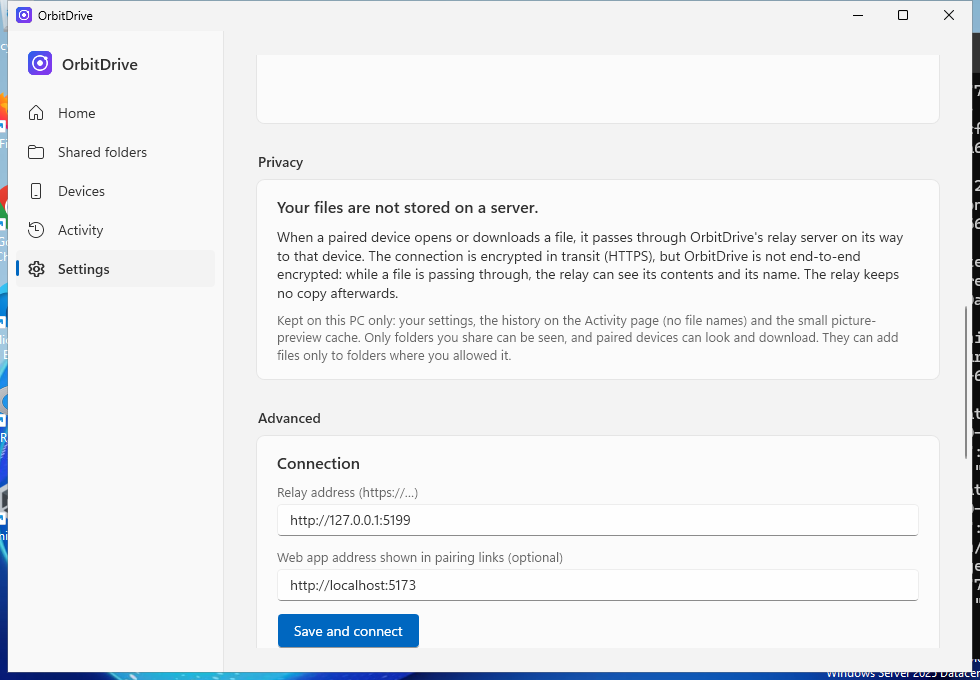 OrbitDrive
OrbitDrive
Home
Shared folders
Devices
Activity
Settings
Privacy
Your files are not stored on a server.
When a paired device opens or downloads a file, it passes through OrbitDrive's relay server on its way
to that device. The connection is encrypted in transit (HTTPS), but OrbitDrive is not end-to-end
encrypted: while a file is passing through, the relay can see its contents and its name. The relay keeps
no copy afterwards.
Kept on this PC only: your settings, the history on the Activity page (no file names) and the small picture-
preview cache. Only folders you share can be seen, and paired devices can look and download. They can add
files only to folders where you allowed it.
Advanced
Connection
Relay address (https://...)
http://127.0.0.1:5199
Web app address shown in pairing links (optional)
http://localhost:5173
Save and connect
Windows Server 2025 Datacen